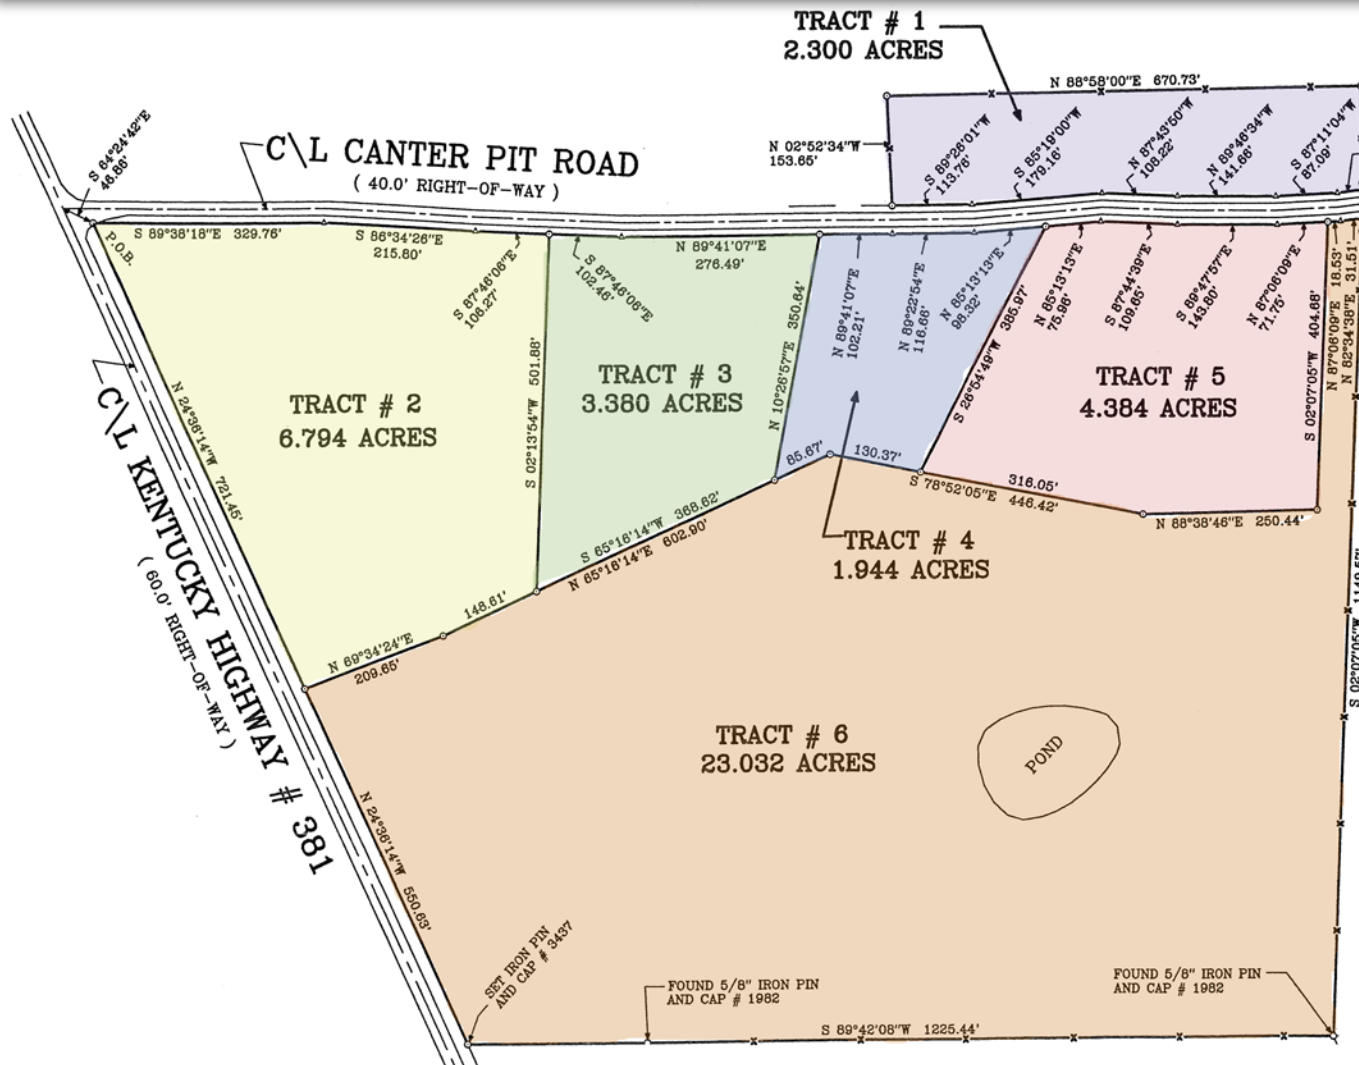 TRACT # 1
2.300 ACRES
N 88°58'00"E 670.73'
S 64°24'42"E
46.86'
C\L CANTER PIT ROAD
( 40.0' RIGHT-OF-WAY )
N 02°52'34"W
153.65'
S 89°26'01"W
113.76'
S 85°19'00"W
179.16'
N 87°43'50"W
108.22'
N 89°46'34"W
141.66'
S 87°11'04"W
87.09'
P.O.B.
S 89°38'18"E 329.76'
S 86°34'26"E
215.80'
S 87°46'06"E
106.27'
S 87°46'06"E
102.46'
N 89°41'07"E
276.49'
N 89°41'07"E
102.21'
N 89°22'54"E
116.66'
N 85°13'13"E
98.32'
N 85°13'13"E
75.96'
S 87°44'39"E
109.65'
S 89°47'57"E
143.80'
N 87°06'09"E
71.75'
N 87°06'09"E 18.53'
N 82°34'38"E 31.51'
N 24°36'14"W 721.45'
TRACT # 2
6.794 ACRES
S 02°13'54"W 501.88'
TRACT # 3
3.380 ACRES
N 10°26'57"E 350.64'
S 26°54'49"W 385.97'
TRACT # 5
4.384 ACRES
S 02°07'05"W 404.68'
C\L KENTUCKY HIGHWAY # 381
( 60.0' RIGHT-OF-WAY )
85.67'
130.37'
316.05'
S 78°52'05"E 446.42'
N 88°38'46"E 250.44'
S 65°16'14"W 368.62'
N 65°16'14"E 602.90'
TRACT # 4
1.944 ACRES
148.61'
N 69°34'24"E
209.65'
S 02°07'05"W
TRACT # 6
23.032 ACRES
POND
N 24°36'14"W 550.63'
SET IRON PIN
AND CAP # 3437
FOUND 5/8" IRON PIN
AND CAP # 1982
FOUND 5/8" IRON PIN
AND CAP # 1982
S 89°42'08"W 1225.44'